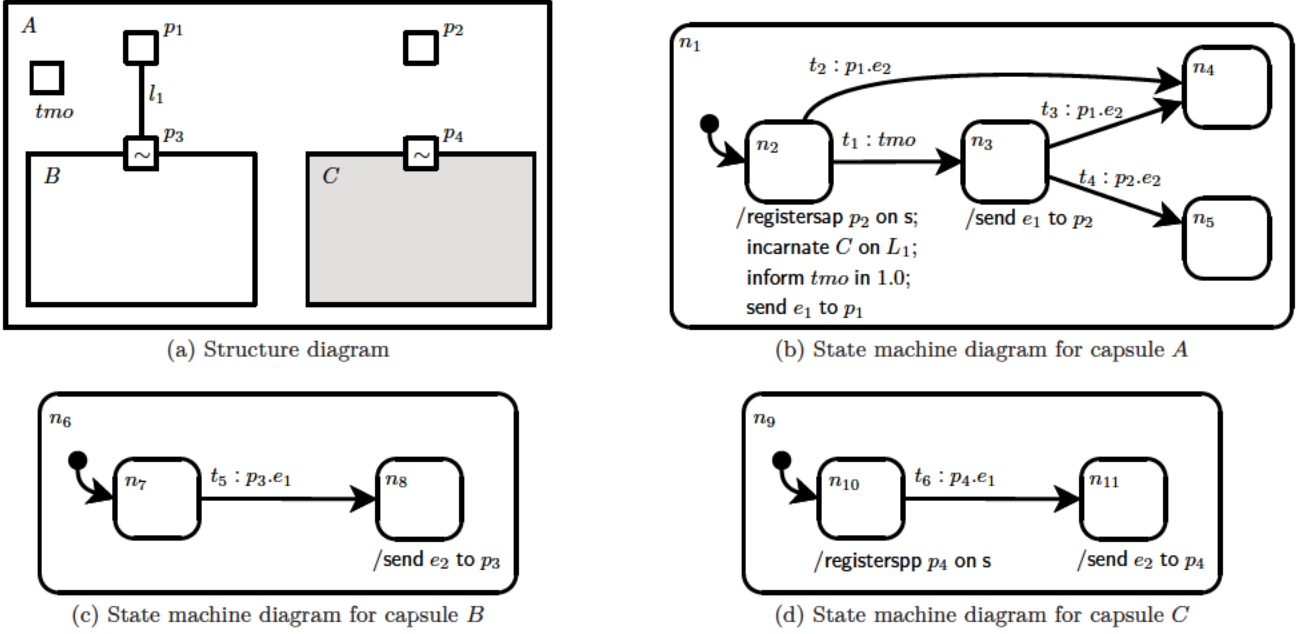 A
p₁
p₂
tmo
l₁
p₃
p₄
~
~
B
C
(a) Structure diagram
n₁
t₂ : p₁.e₂
n₄
t₃ : p₁.e₂
n₂
t₁ : tmo
n₃
t₄ : p₂.e₂
n₅
/registersap p₂ on s;
incarnate C on L₁;
inform tmo in 1.0;
send e₁ to p₁
/send e₁ to p₂
(b) State machine diagram for capsule A
n₆
n₇
t₅ : p₃.e₁
n₈
/send e₂ to p₃
(c) State machine diagram for capsule B
n₉
n₁₀
t₆ : p₄.e₁
n₁₁
/registerspp p₄ on s
/send e₂ to p₄
(d) State machine diagram for capsule C